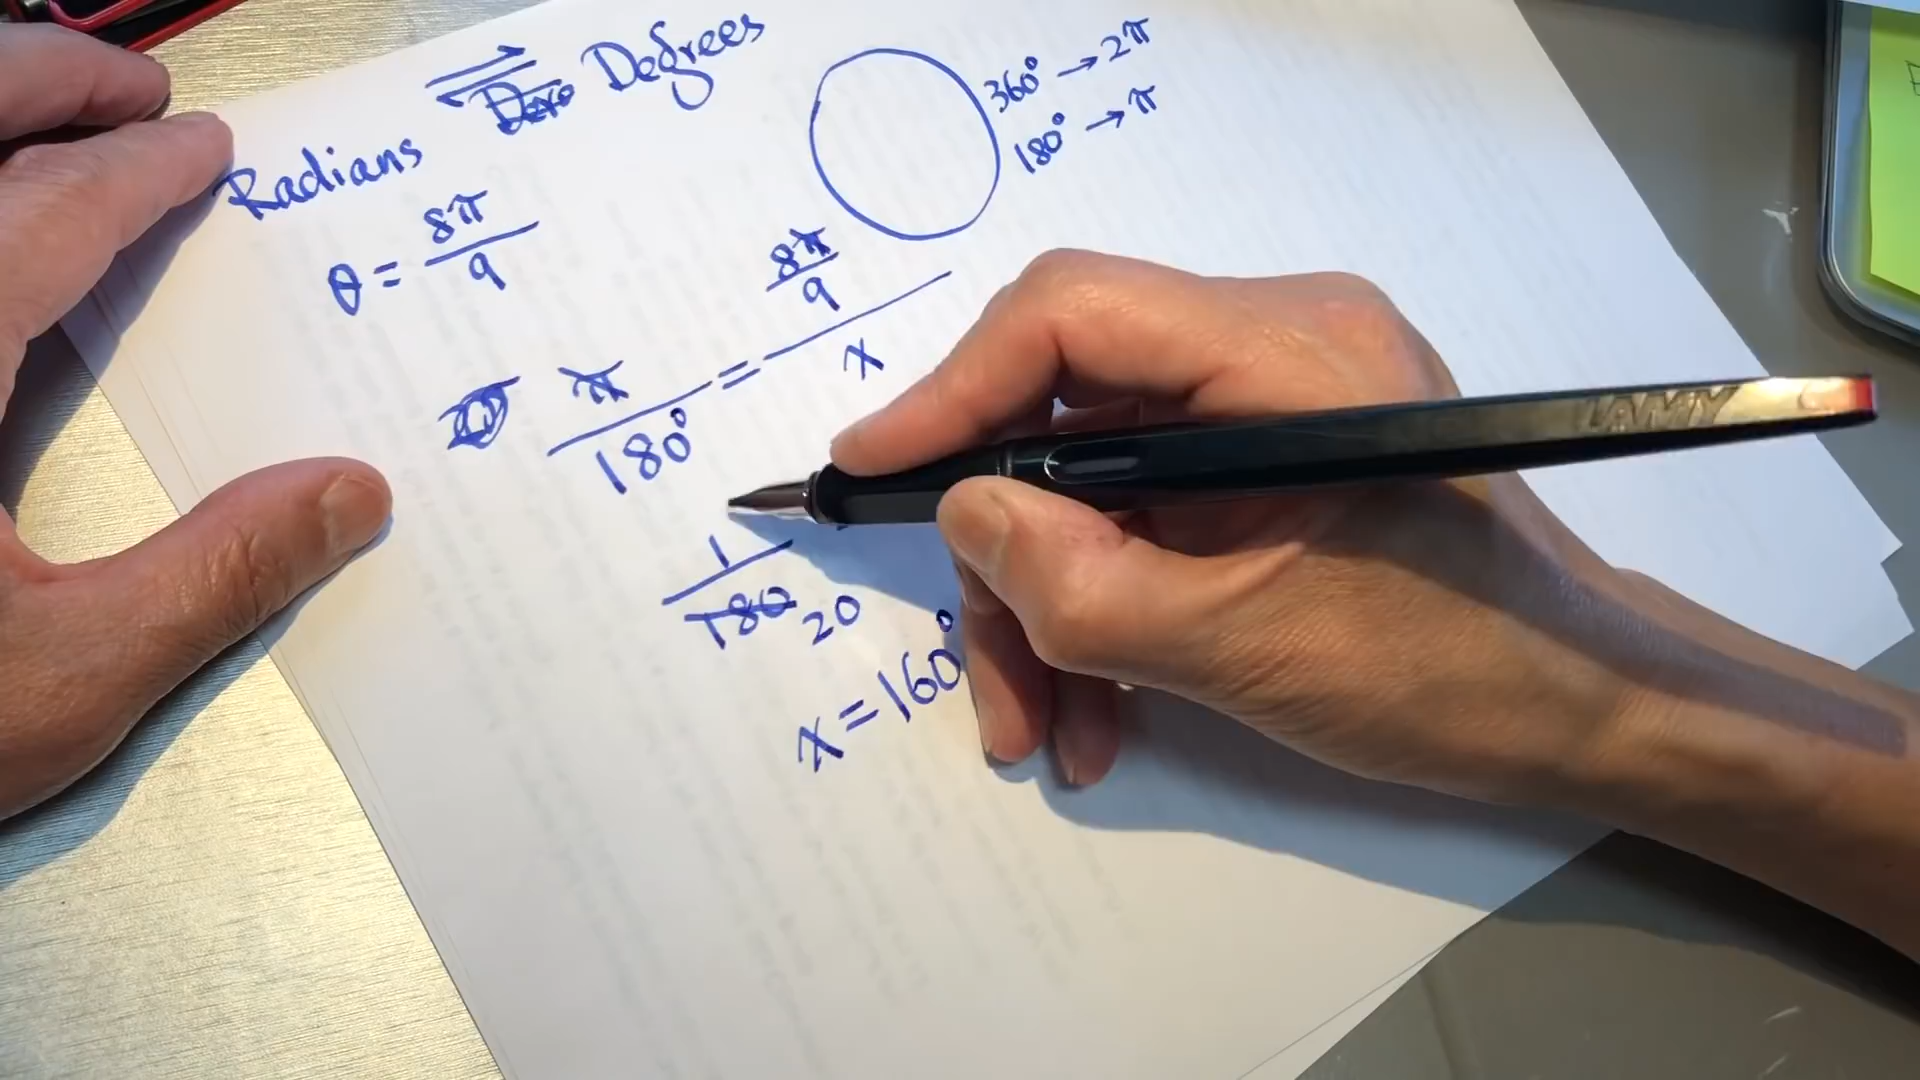 Radians ⇌ Degrees
360° → 2π
180° → π
θ = 8π/9
π/180° = 8π/9 / x
1/180 20
x = 160°
LAMY